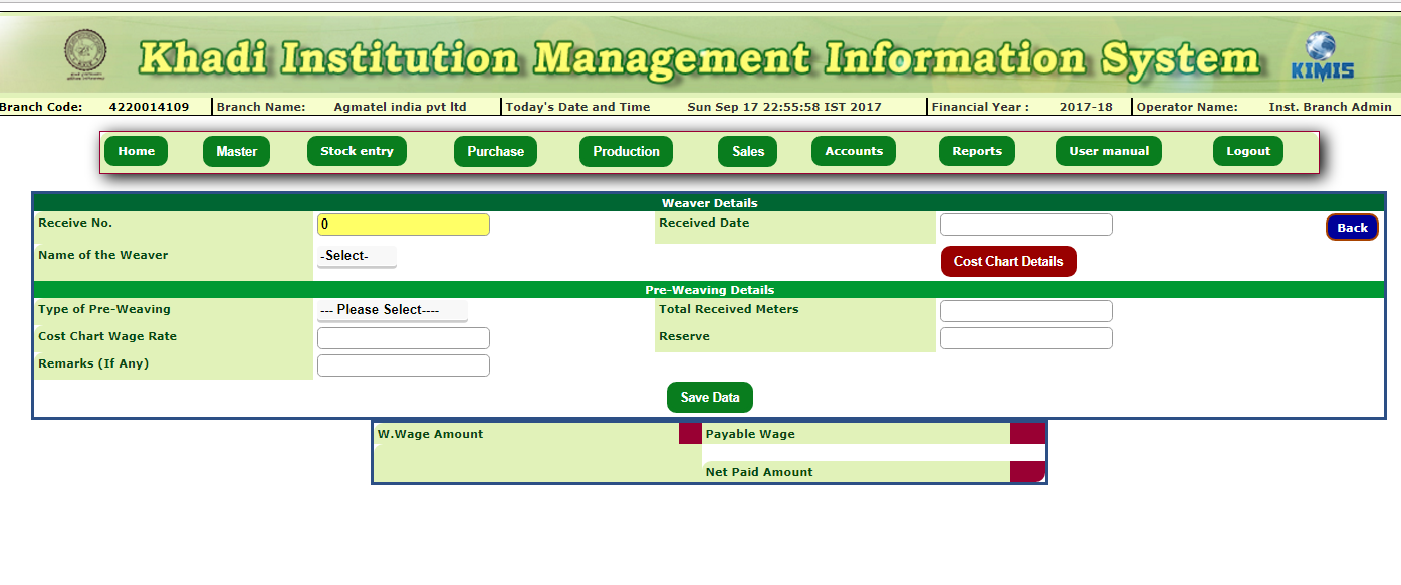 Khadi Institution Management Information System
KIMIS
Branch Code: 4220014109 Branch Name: Agmatel india pvt ltd Today's Date and Time Sun Sep 17 22:55:58 IST 2017 Financial Year : 2017-18 Operator Name: Inst. Branch Admin
Home Master Stock entry Purchase Production Sales Accounts Reports User manual Logout
Weaver Details
Receive No. 0 Received Date Back
Name of the Weaver -Select- Cost Chart Details
Pre-Weaving Details
Type of Pre-Weaving --- Please Select---- Total Received Meters
Cost Chart Wage Rate Reserve
Remarks (If Any)
Save Data
W.Wage Amount Payable Wage
Net Paid Amount